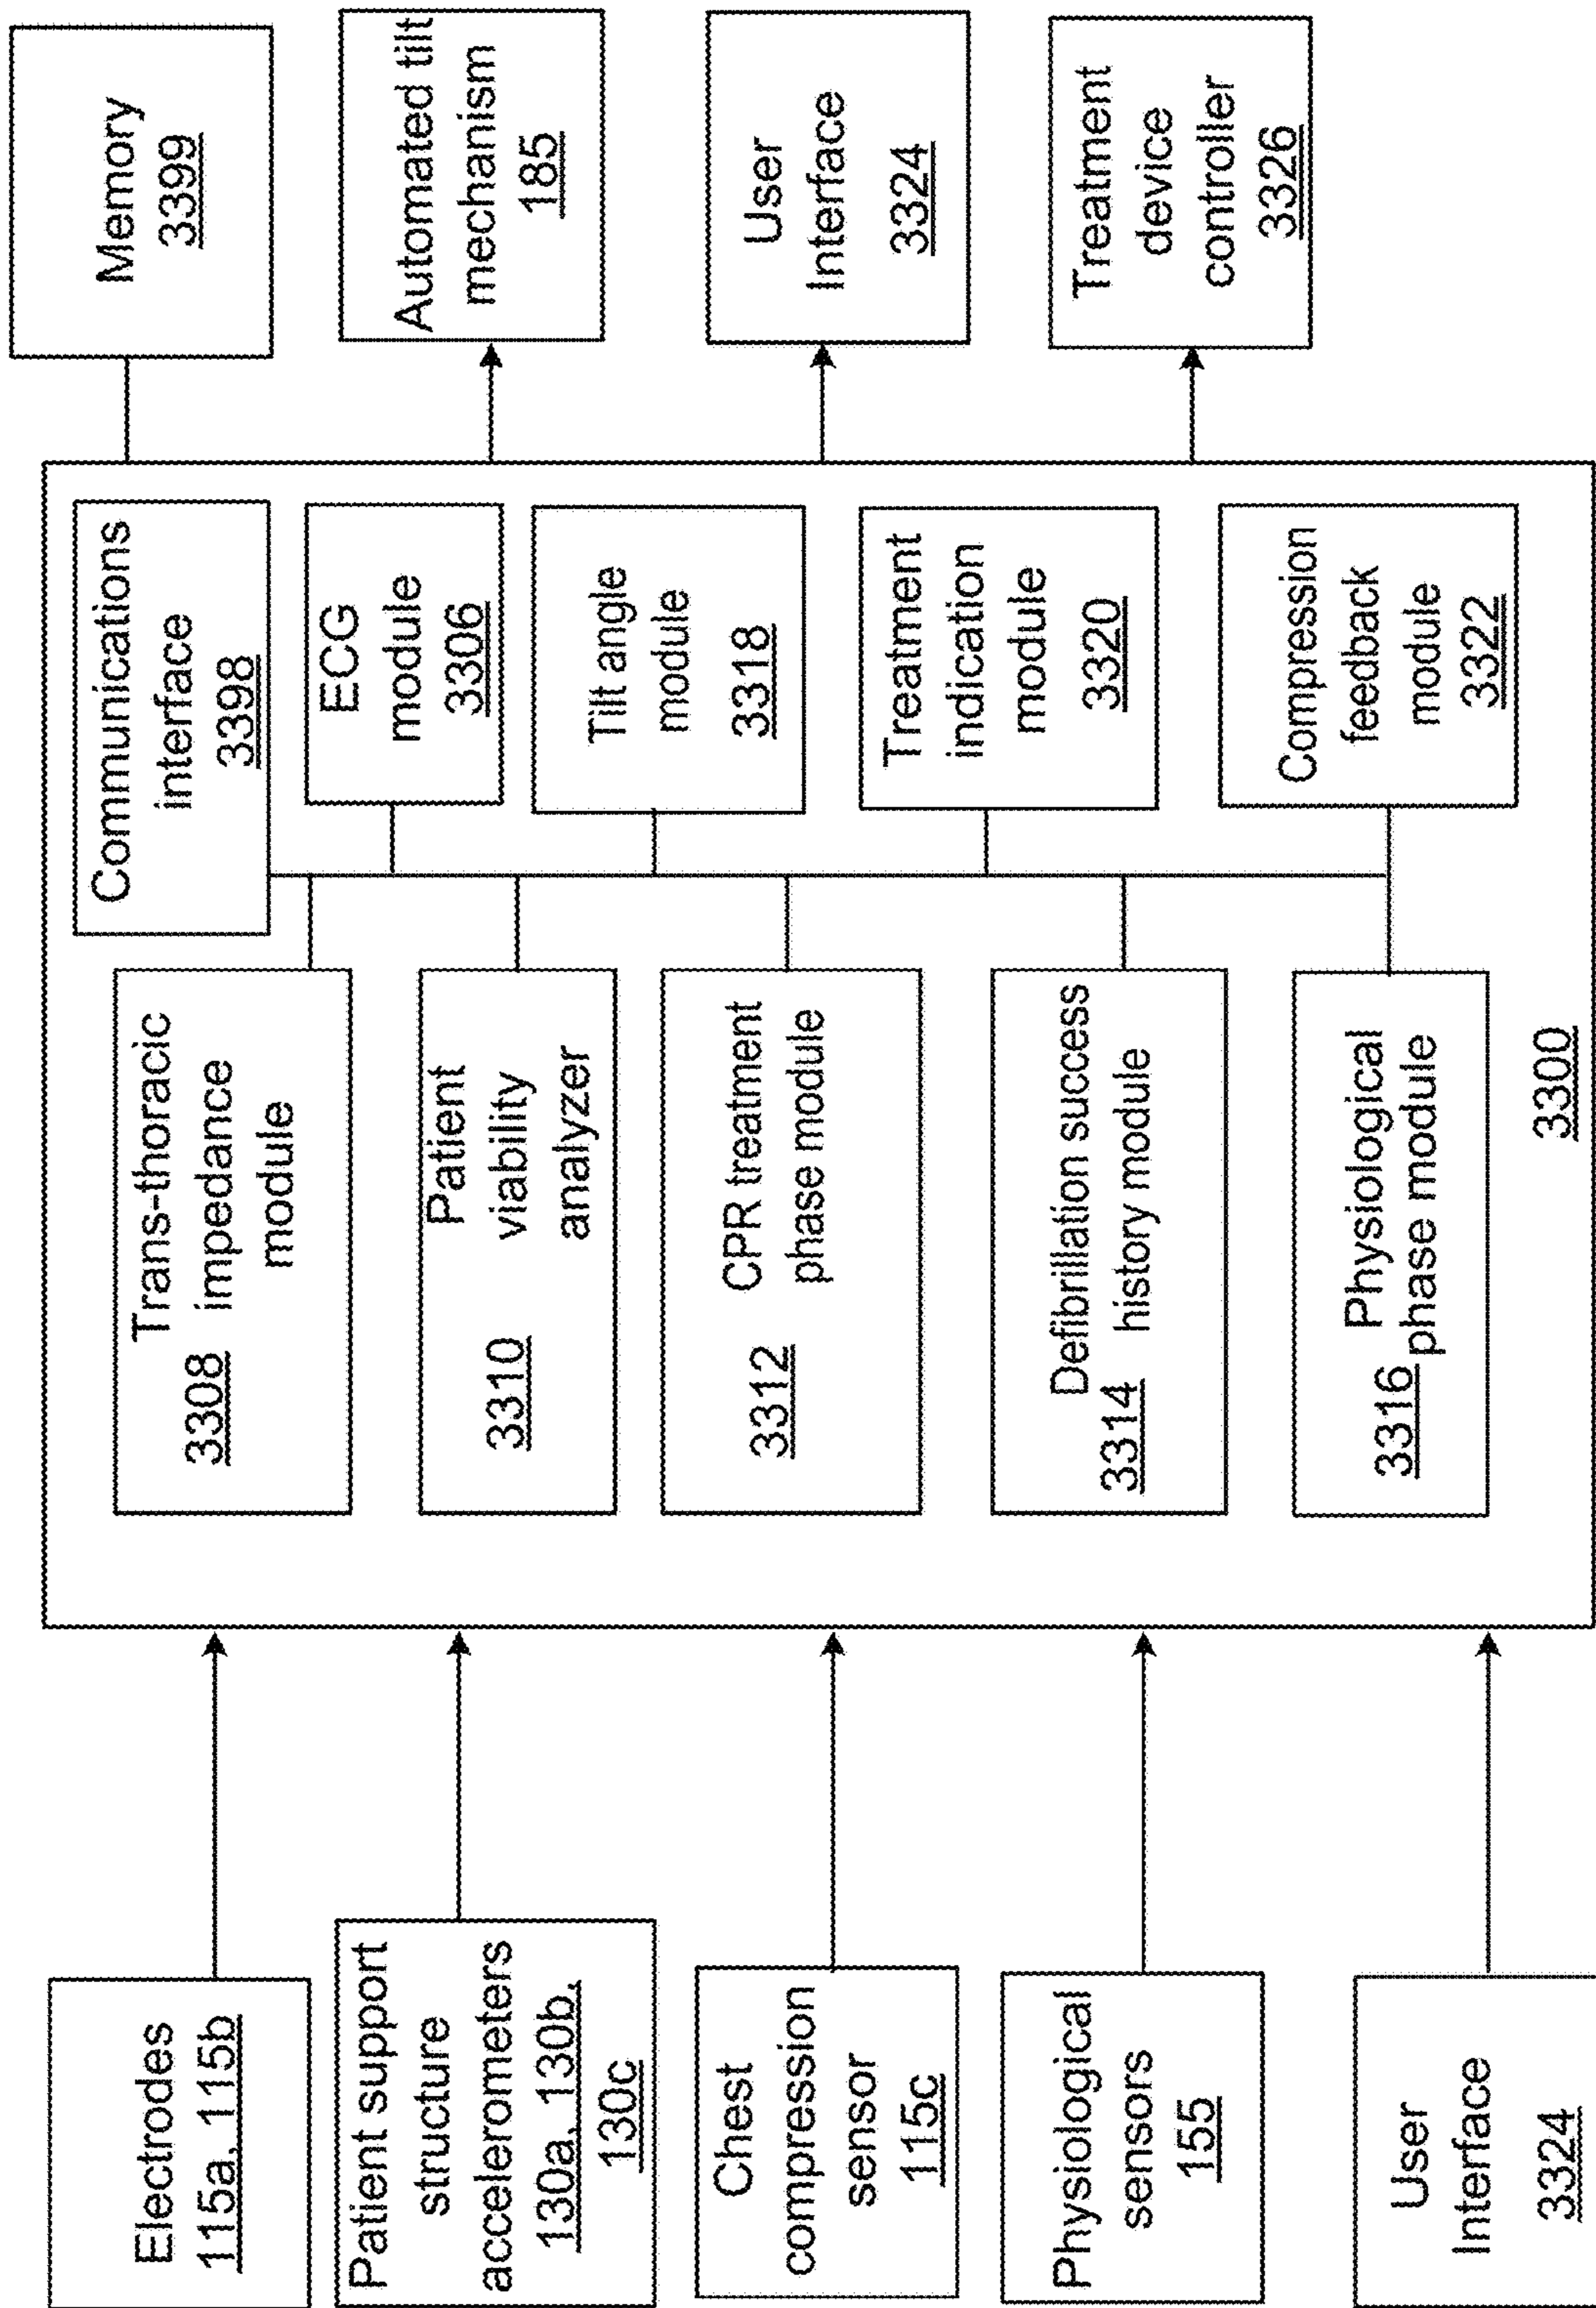 Electrodes
115a, 115b
Patient support
structure
accelerometers
130a, 130b,
130c
Chest
compression
sensor
115c
Physiological
sensors
155
User
Interface
3324
Trans-thoracic
3308 impedance
module
Patient
viability
3310 analyzer
CPR treatment
3312 phase module
Defibrillation success
3314 history module
Physiological
3316 phase module
3300
Communications
interface
3398
ECG
module
3306
Tilt angle
module
3318
Treatment
indication
module
3320
Compression
feedback
module
3322
Memory
3399
Automated tilt
mechanism
185
User
Interface
3324
Treatment
device
controller
3326